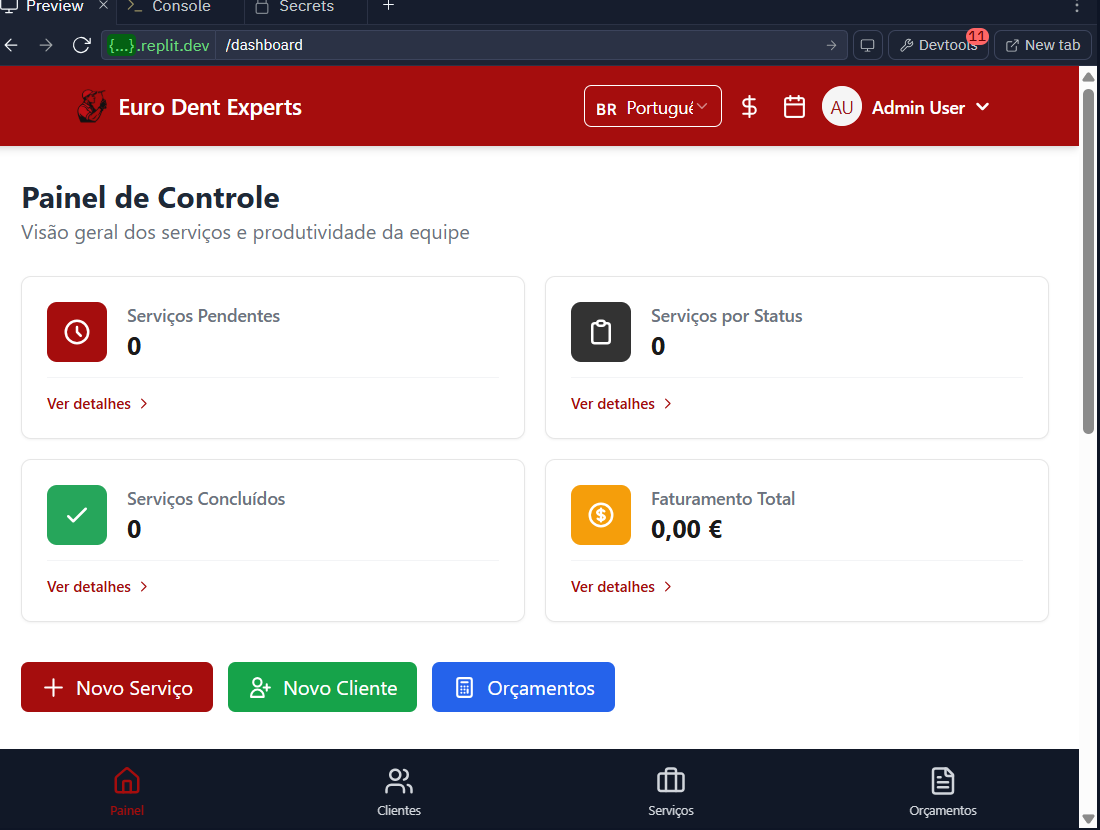 Preview
Console
Secrets
{...}.replit.dev
/dashboard
Devtools
11
New tab
Euro Dent Experts
BR
Portuguê
$
AU
Admin User
Painel de Controle
Visão geral dos serviços e produtividade da equipe
Serviços Pendentes
0
Ver detalhes
Serviços por Status
0
Ver detalhes
Serviços Concluídos
0
Ver detalhes
$
Faturamento Total
0,00 €
Ver detalhes
Novo Serviço
Novo Cliente
Orçamentos
Painel
Clientes
Serviços
Orçamentos